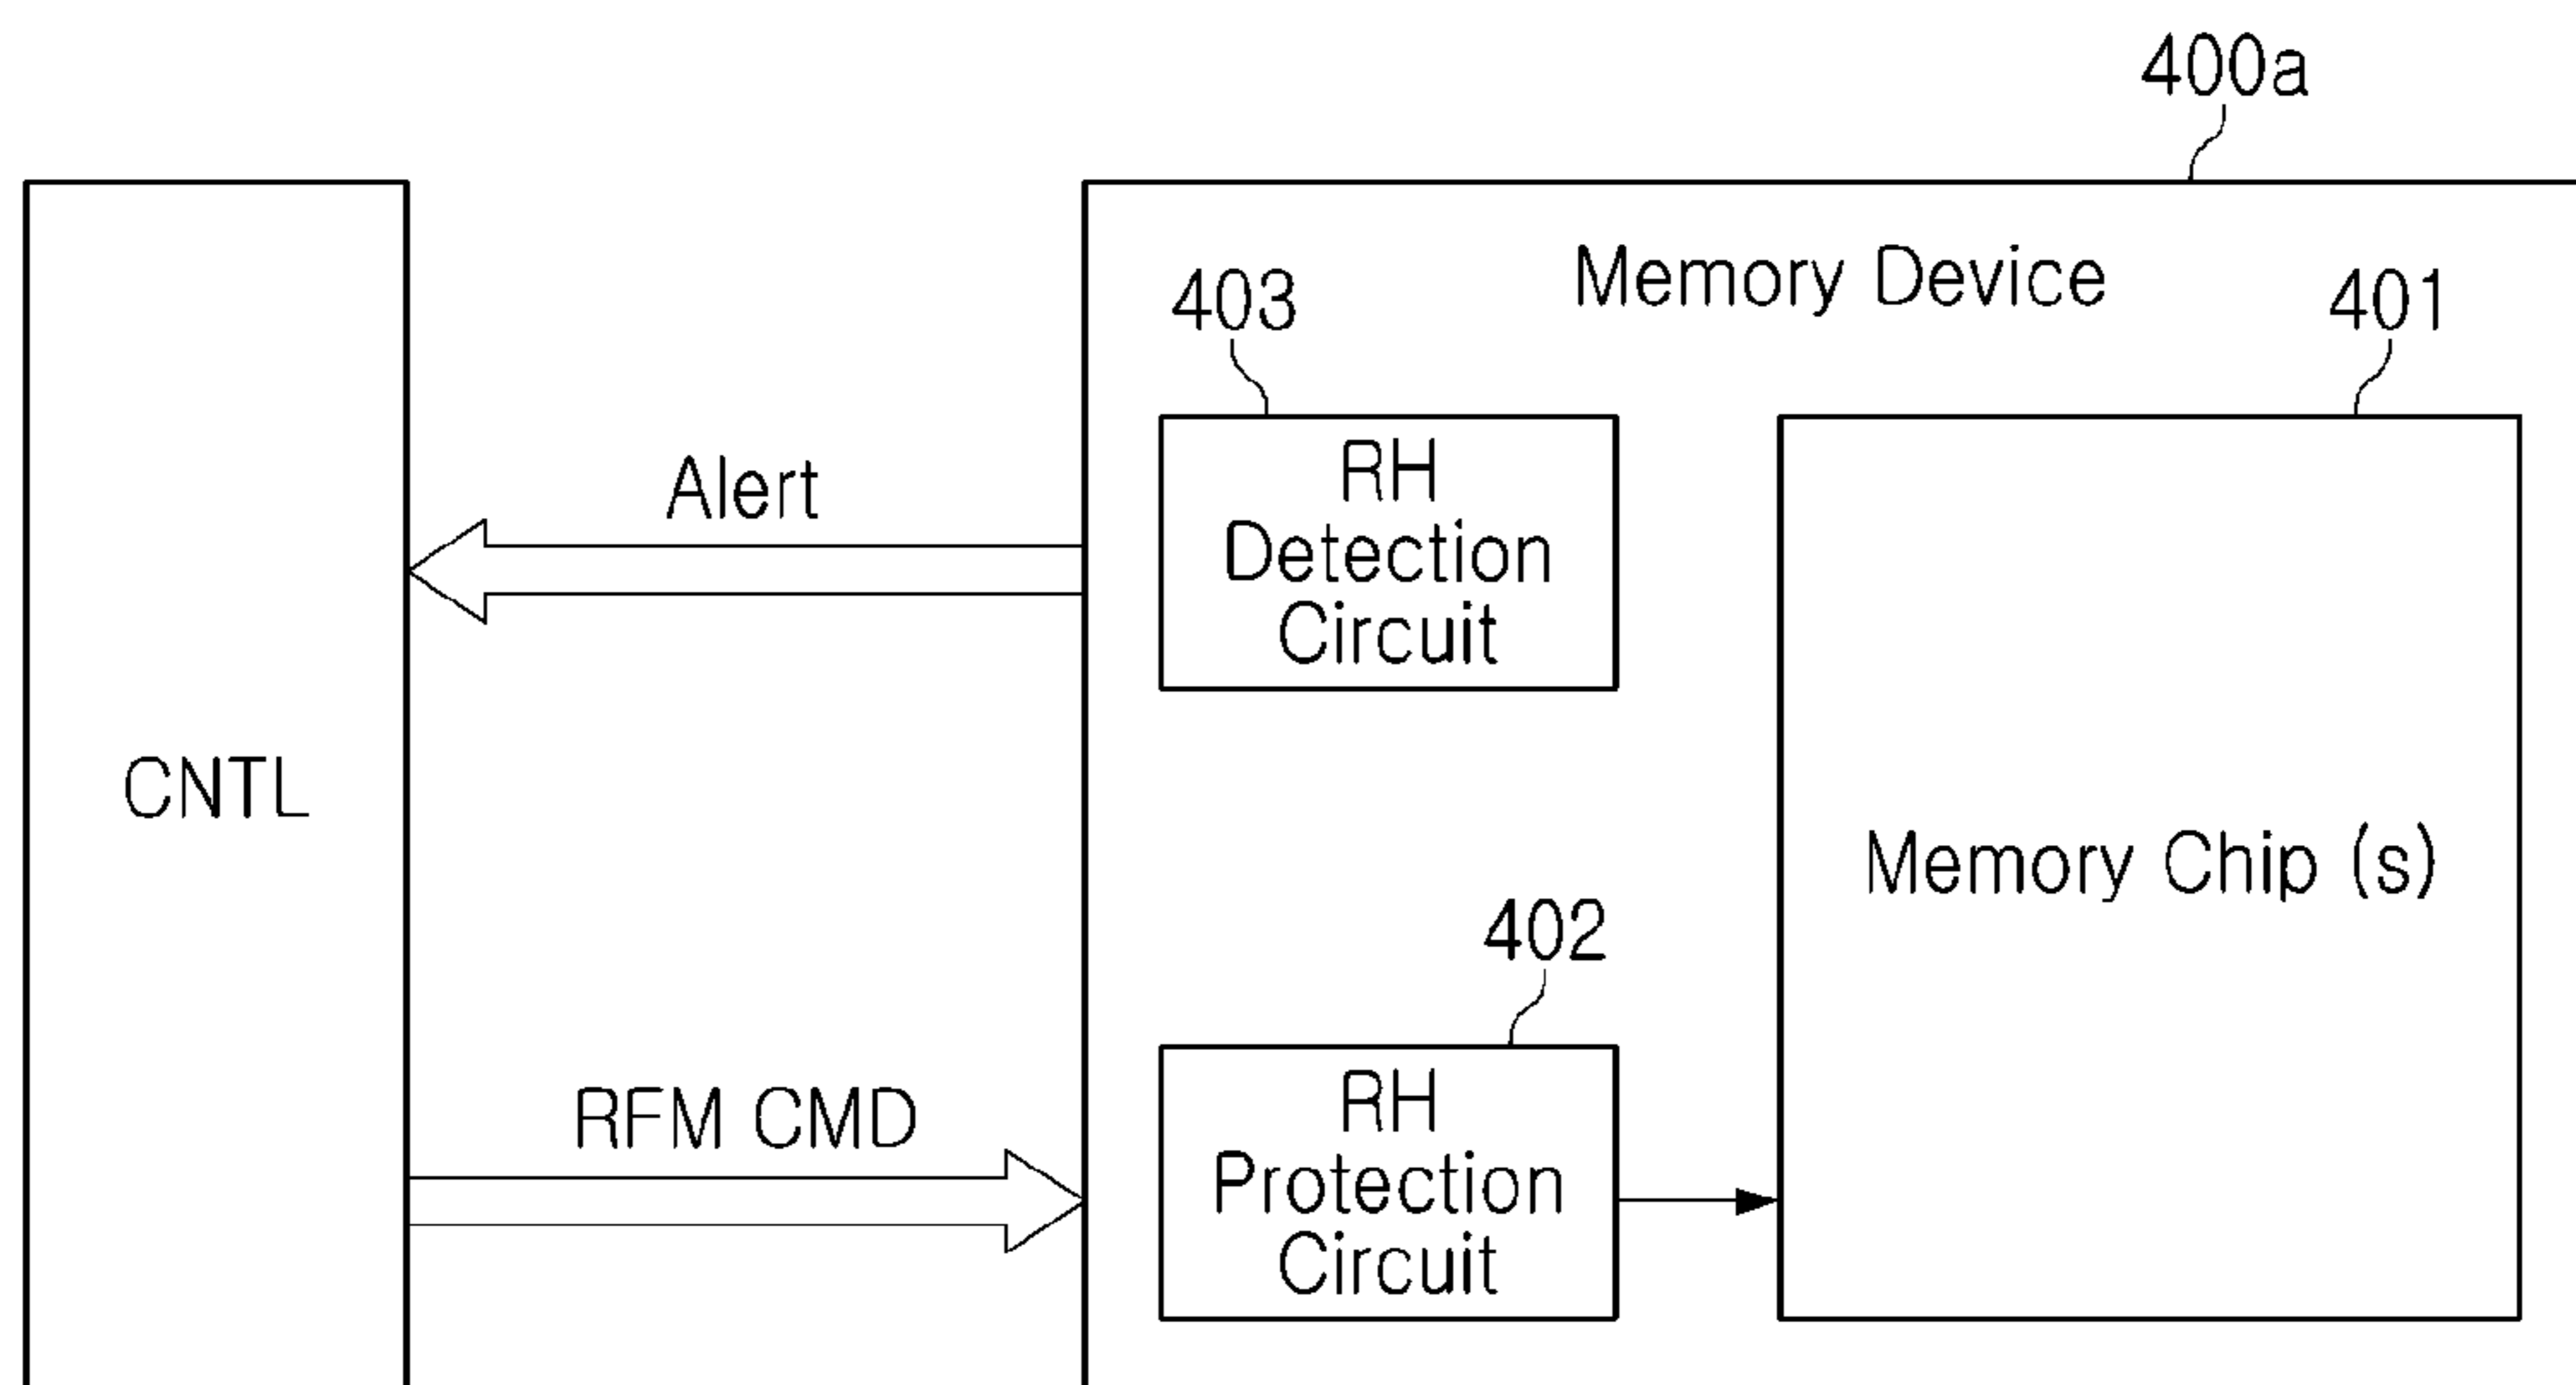 400a
Memory Device
403
401
RH
Detection
Circuit
Alert
CNTL
Memory Chip (s)
402
RFM CMD
RH
Protection
Circuit